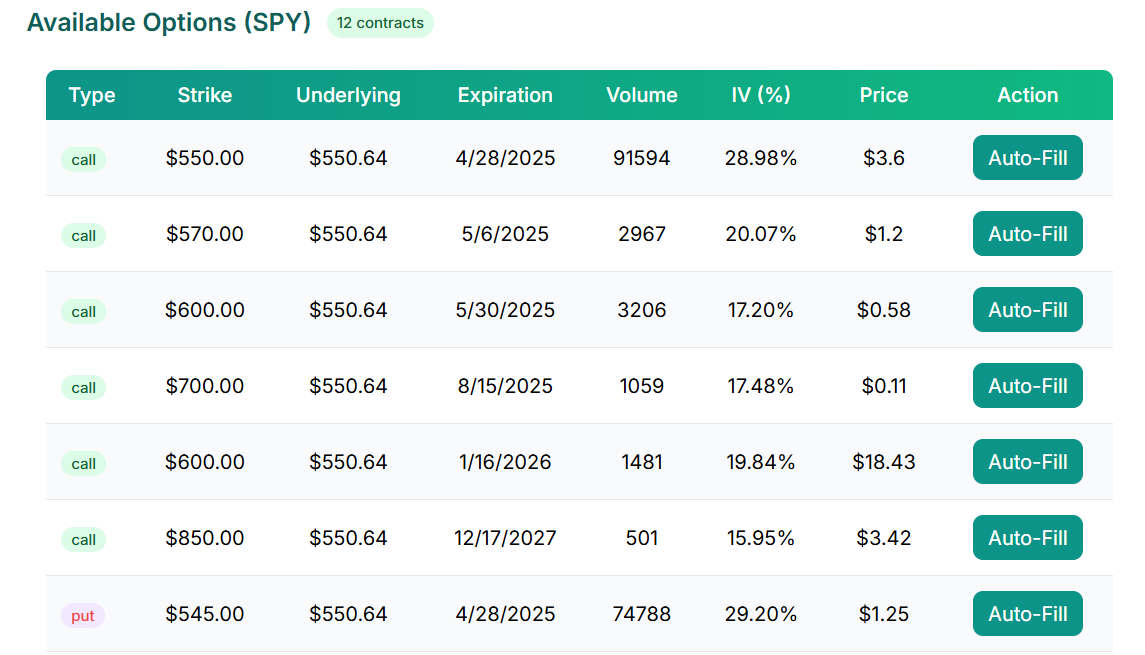 Available Options (SPY) 12 contracts
Type Strike Underlying Expiration Volume IV (%) Price Action
call $550.00 $550.64 4/28/2025 91594 28.98% $3.6 Auto-Fill
call $570.00 $550.64 5/6/2025 2967 20.07% $1.2 Auto-Fill
call $600.00 $550.64 5/30/2025 3206 17.20% $0.58 Auto-Fill
call $700.00 $550.64 8/15/2025 1059 17.48% $0.11 Auto-Fill
call $600.00 $550.64 1/16/2026 1481 19.84% $18.43 Auto-Fill
call $850.00 $550.64 12/17/2027 501 15.95% $3.42 Auto-Fill
put $545.00 $550.64 4/28/2025 74788 29.20% $1.25 Auto-Fill